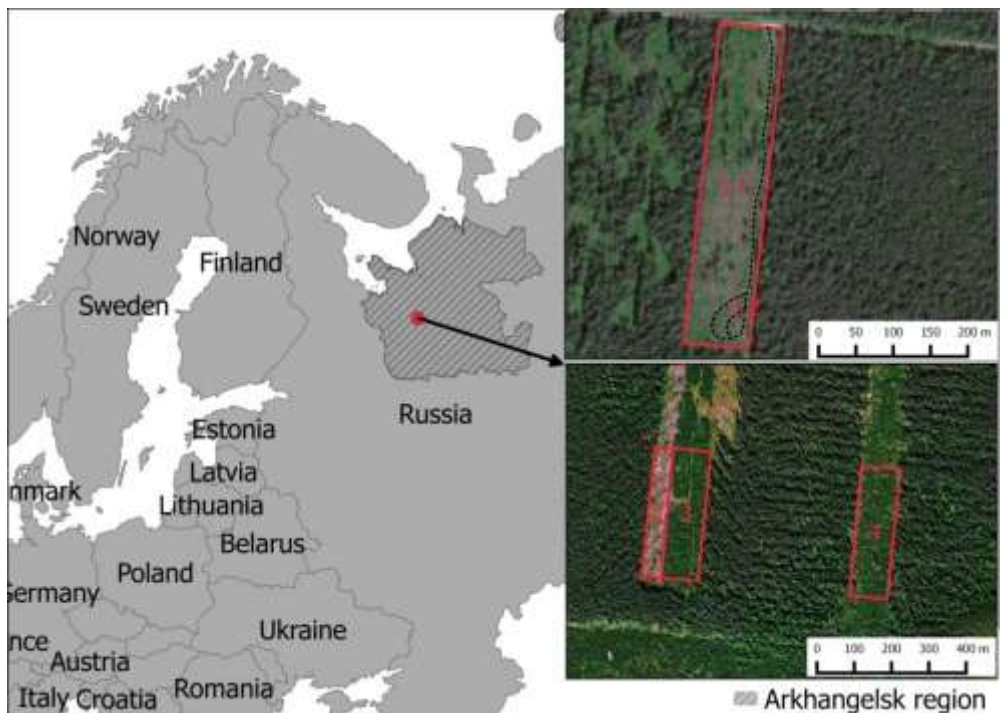 Norway
Finland
Sweden
Russia
Estonia
Latvia
Lithuania
nmark
Belarus
Poland
Germany
Ukraine
nce
Austria
Romania
Italy Croatia
0 50 100 150 200 m
0 100 200 300 400 m
Arkhangelsk region